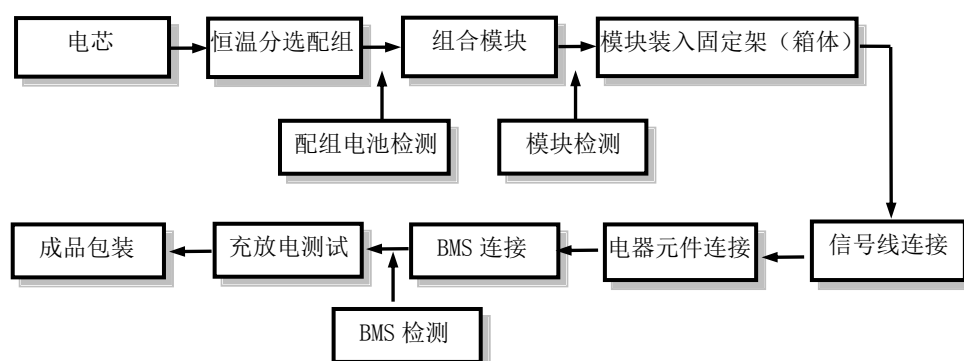 电芯
恒温分选配组
组合模块
模块装入固定架（箱体）
配组电池检测
模块检测
成品包装
充放电测试
BMS 连接
电器元件连接
信号线连接
BMS 检测